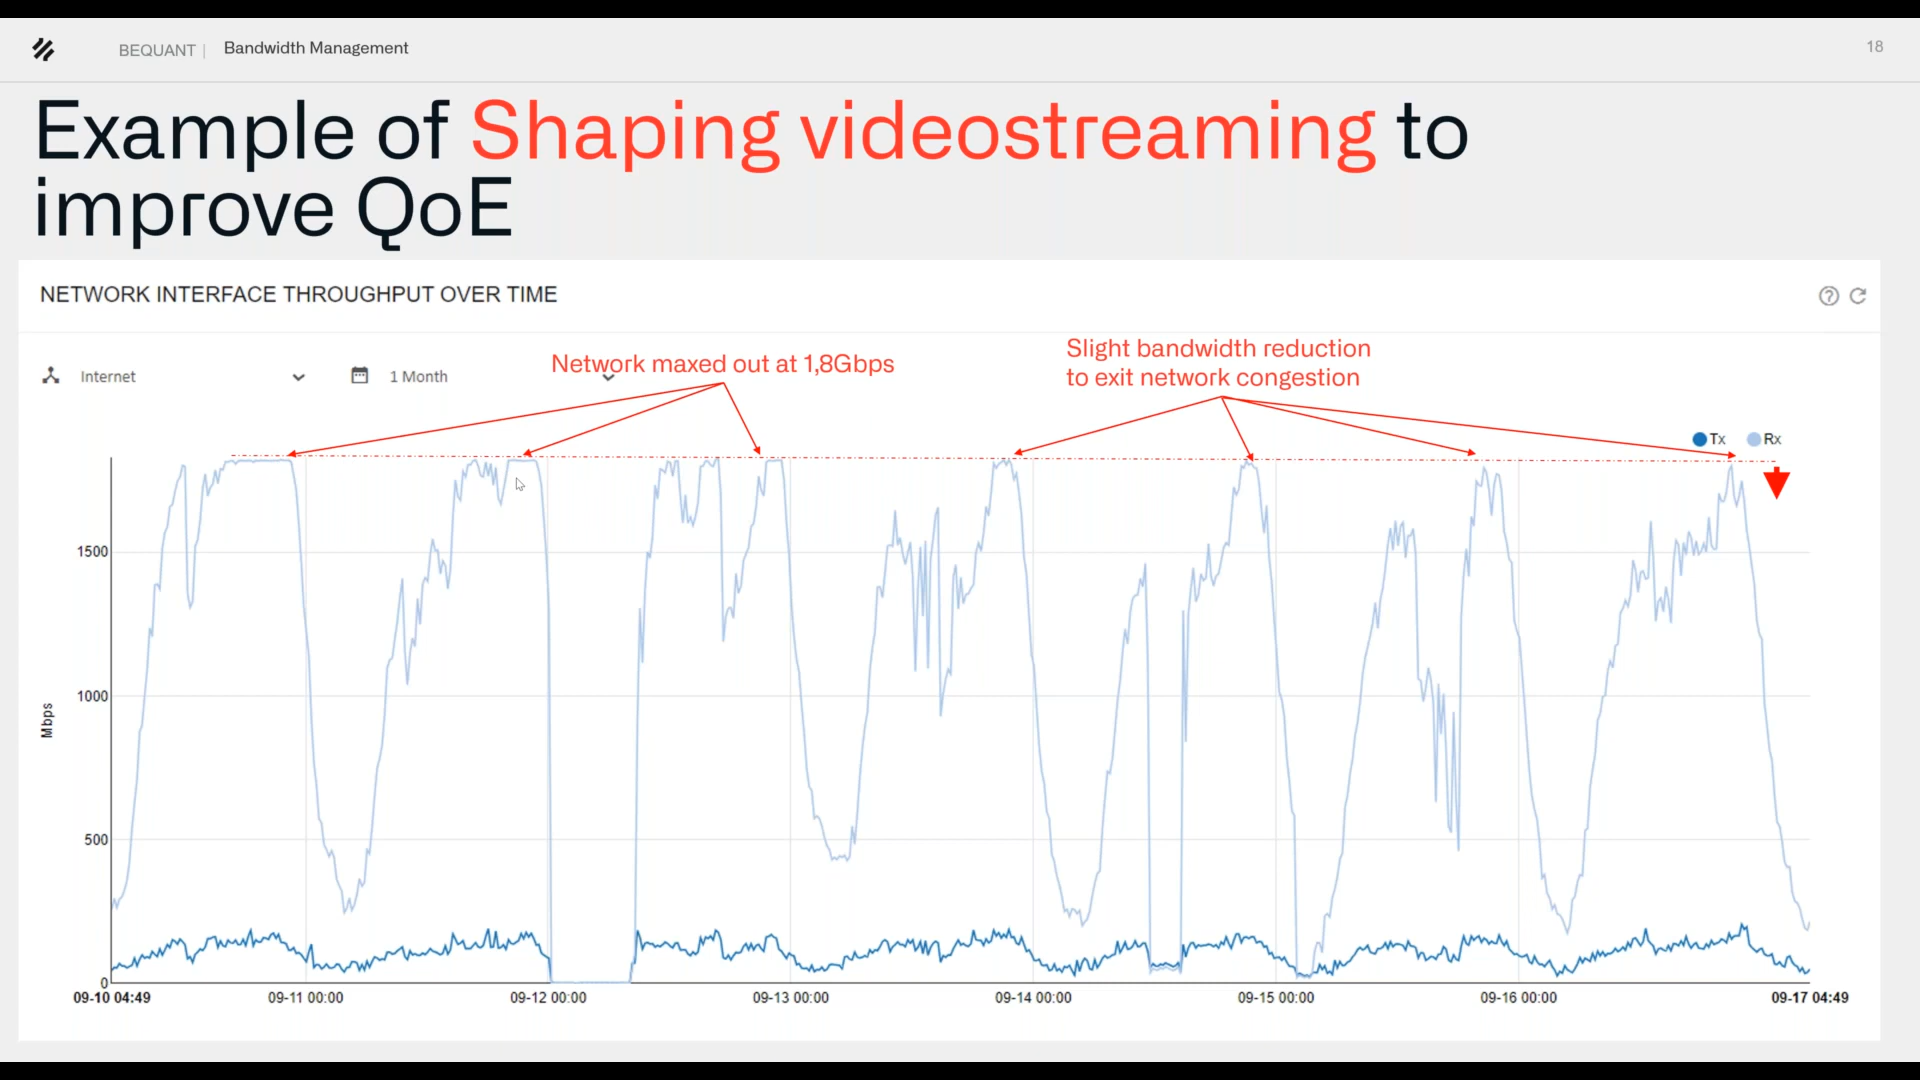 BEQUANT | Bandwidth Management
18
Example of Shaping videostreaming to
improve QoE
NETWORK INTERFACE THROUGHPUT OVER TIME
Internet
1 Month
Network maxed out at 1,8Gbps
Slight bandwidth reduction
to exit network congestion
Tx Rx
1500
1000
500
0
Mbps
09-10 04:49 09-11 00:00 09-12 00:00 09-13 00:00 09-14 00:00 09-15 00:00 09-16 00:00 09-17 04:49